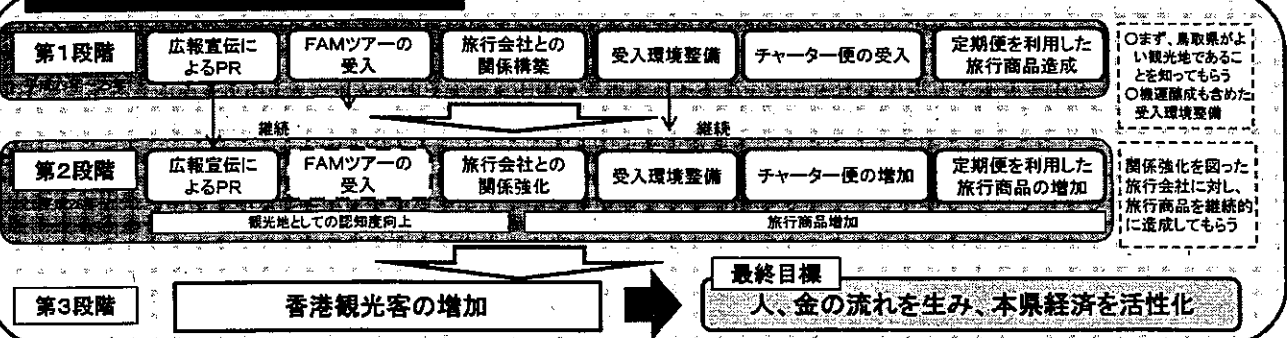 第1段階
広報宣伝に
よるPR
FAMツアーの
受入
旅行会社との
関係構築
受入環境整備
チャーター便の受入
定期便を利用した
旅行商品造成
○まず、鳥取県がよ
い観光地であるこ
とを知ってもらう
○機運醸成も含めた
受入環境整備
継続
継続
第2段階
広報宣伝に
よるPR
FAMツアーの
受入
旅行会社との
関係強化
受入環境整備
チャーター便の増加
定期便を利用した
旅行商品の増加
関係強化を図った
旅行会社に対し、
旅行商品を継続的
に造成してもらう
観光地としての認知度向上
旅行商品増加
第3段階
香港観光客の増加
最終目標
人、金の流れを生み、本県経済を活性化